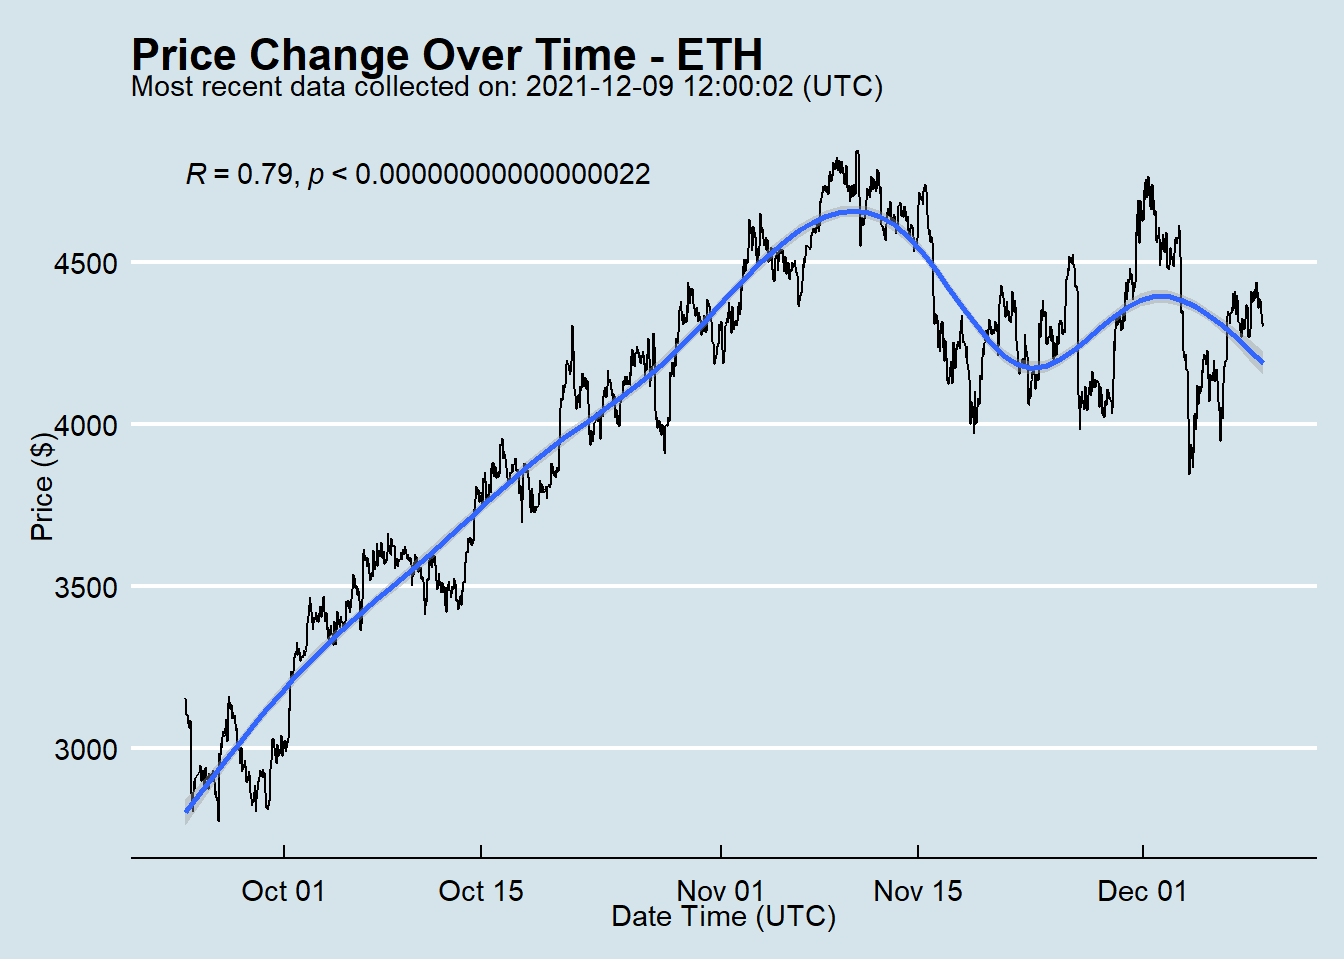 Price Change Over Time - ETH
Most recent data collected on: 2021-12-09 12:00:02 (UTC)
R = 0.79, p < 0.00000000000000022
4500
4000
3500
3000
Price ($)
Oct 01
Oct 15
Nov 01
Nov 15
Dec 01
Date Time (UTC)